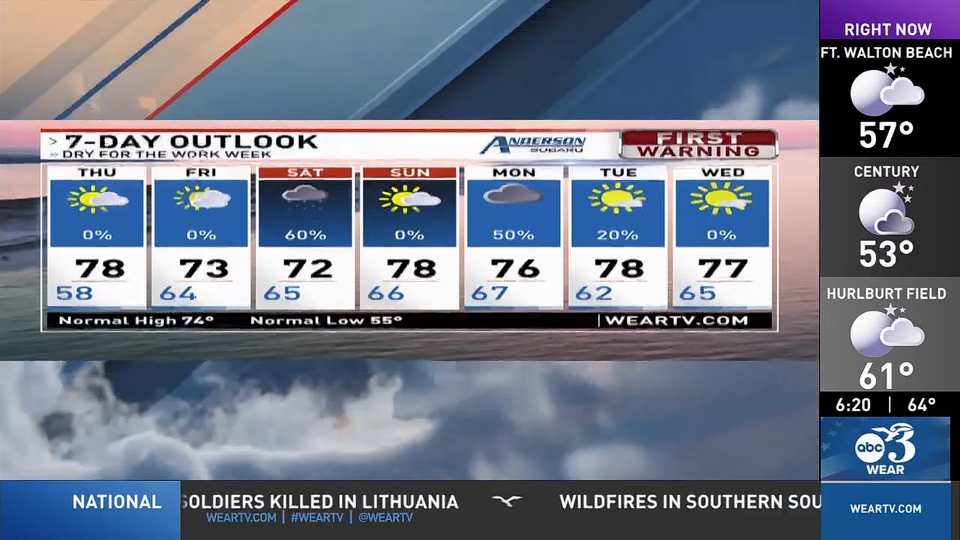 > 7-DAY OUTLOOK
>> DRY FOR THE WORK WEEK
ANDERSON
SUBARU
FIRST
WARNING
THU FRI SAT SUN MON TUE WED
0% 0% 60% 0% 50% 20% 0%
78 73 72 78 76 78 77
58 64 65 66 67 62 65
Normal High 74° Normal Low 55° | WEARTV.COM
RIGHT NOW
FT. WALTON BEACH
57°
CENTURY
53°
HURLBURT FIELD
61°
6:20 | 64°
abc 3
WEAR
WEARTV.COM
NATIONAL
SOLDIERS KILLED IN LITHUANIA WILDFIRES IN SOUTHERN SOU
WEARTV.COM | #WEARTV | @WEARTV